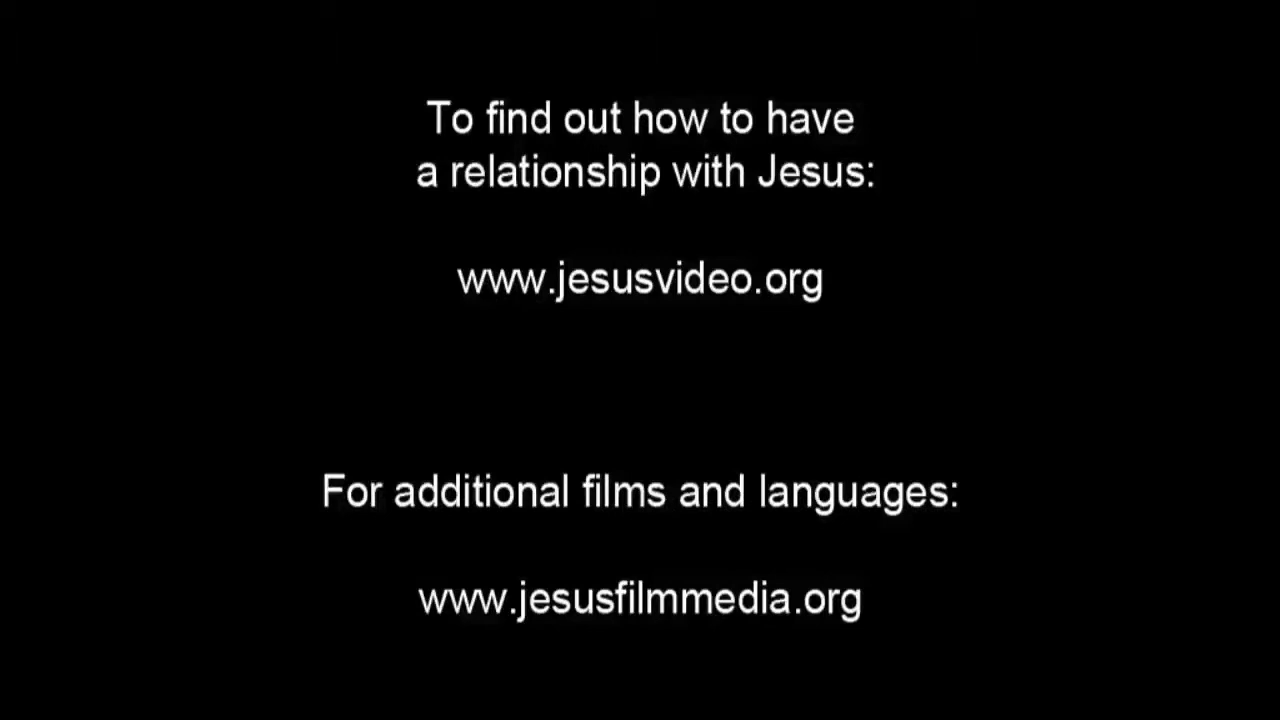 To find out how to have
a relationship with Jesus:
www.jesusvideo.org
For additional films and languages:
www.jesusfilmmedia.org